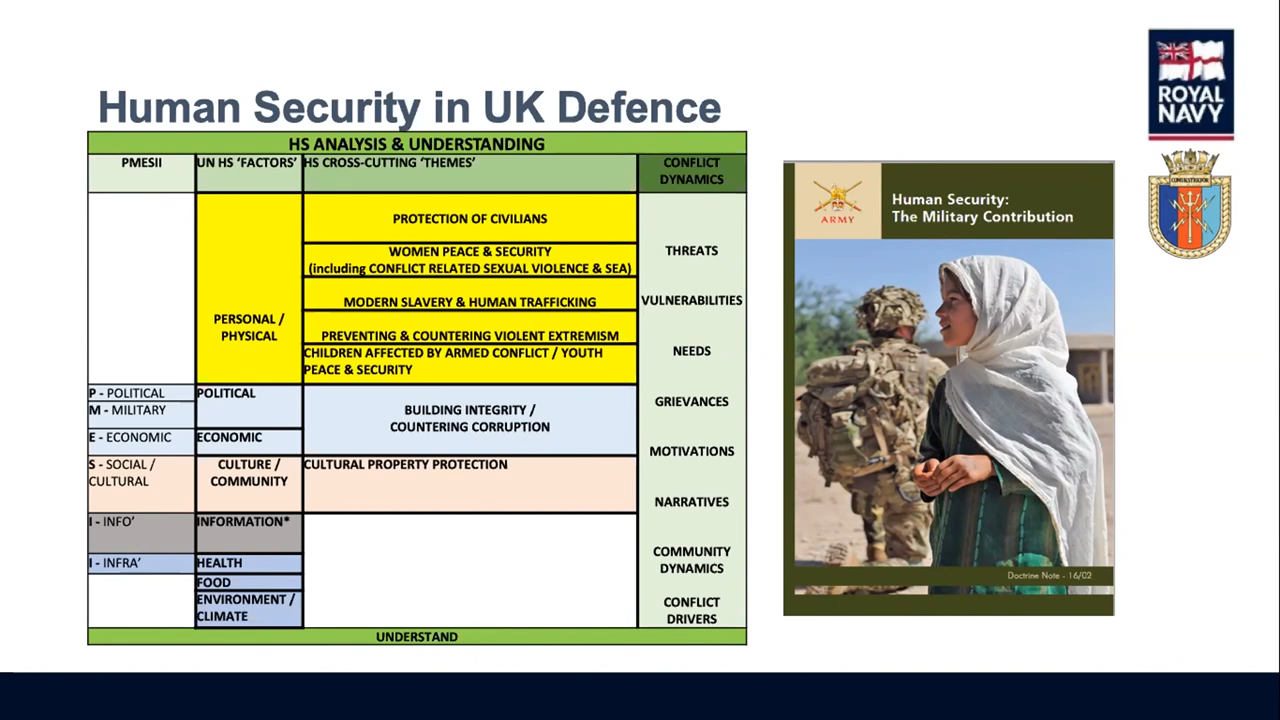 Human Security in UK Defence
HS ANALYSIS & UNDERSTANDING
PMESII
UN HS ‘FACTORS’
HS CROSS-CUTTING ‘THEMES’
CONFLICT
DYNAMICS
PERSONAL /
PHYSICAL
PROTECTION OF CIVILIANS
WOMEN PEACE & SECURITY
(including CONFLICT RELATED SEXUAL VIOLENCE & SEA)
MODERN SLAVERY & HUMAN TRAFFICKING
PREVENTING & COUNTERING VIOLENT EXTREMISM
CHILDREN AFFECTED BY ARMED CONFLICT / YOUTH
PEACE & SECURITY
P - POLITICAL
M - MILITARY
POLITICAL
BUILDING INTEGRITY /
COUNTERING CORRUPTION
E - ECONOMIC
ECONOMIC
S - SOCIAL /
CULTURAL
CULTURE /
COMMUNITY
CULTURAL PROPERTY PROTECTION
I - INFO’
INFORMATION*
I - INFRA’
HEALTH
FOOD
ENVIRONMENT /
CLIMATE
THREATS
VULNERABILITIES
NEEDS
GRIEVANCES
MOTIVATIONS
NARRATIVES
COMMUNITY
DYNAMICS
CONFLICT
DRIVERS
UNDERSTAND
ARMY
Human Security:
The Military Contribution
Doctrine Note - 16/02
ROYAL
NAVY